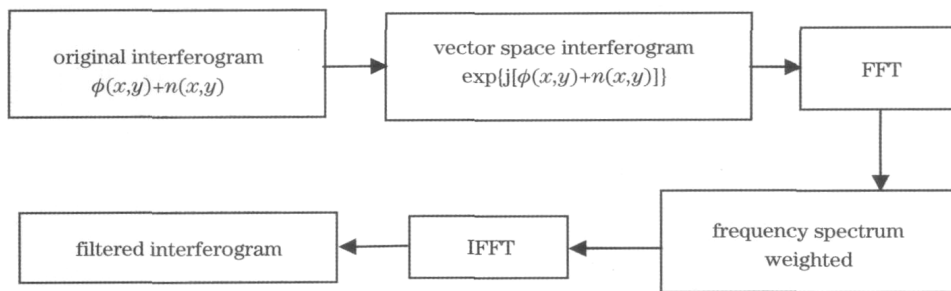 original interferogram
ϕ(x,y)+n(x,y)
vector space interferogram
exp{j[ϕ(x,y)+n(x,y)]}
FFT
frequency spectrum
weighted
IFFT
filtered interferogram